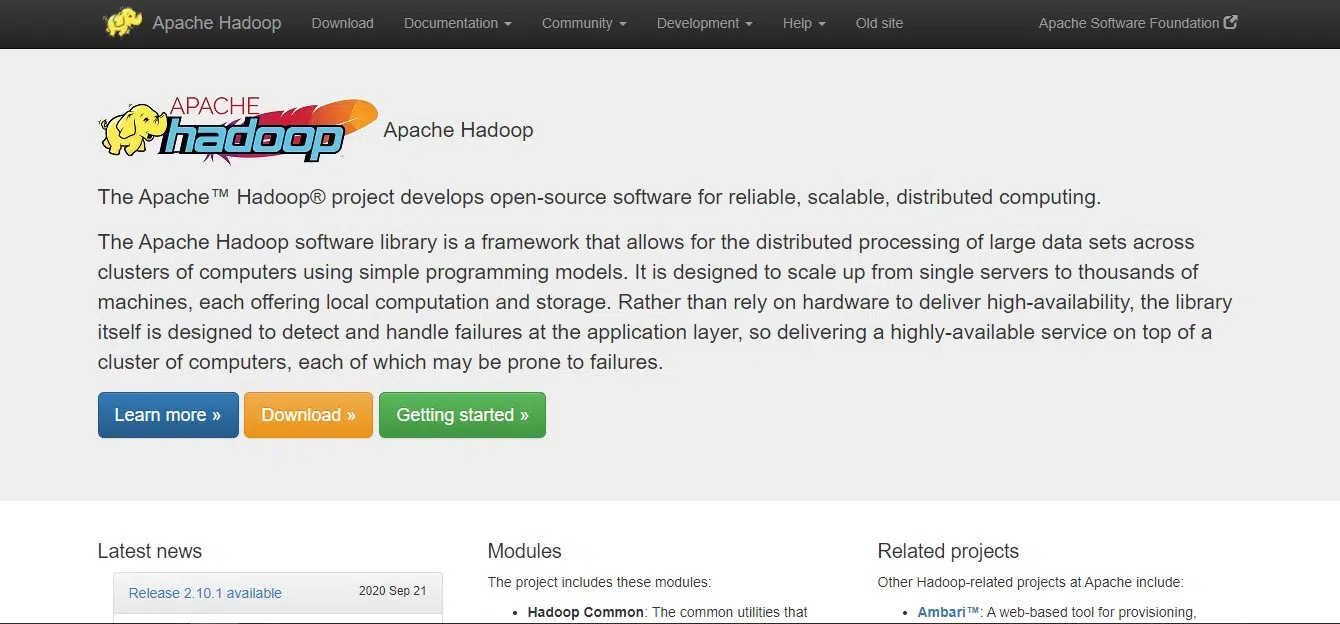 Apache Hadoop Download Documentation Community Development Help Old site Apache Software Foundation
APACHE
hadoop
Apache Hadoop
The Apache™ Hadoop® project develops open-source software for reliable, scalable, distributed computing.
The Apache Hadoop software library is a framework that allows for the distributed processing of large data sets across
clusters of computers using simple programming models. It is designed to scale up from single servers to thousands of
machines, each offering local computation and storage. Rather than rely on hardware to deliver high-availability, the library
itself is designed to detect and handle failures at the application layer, so delivering a highly-available service on top of a
cluster of computers, each of which may be prone to failures.
Learn more » Download » Getting started »
Latest news
Release 2.10.1 available 2020 Sep 21
Modules
The project includes these modules:
• Hadoop Common: The common utilities that
Related projects
Other Hadoop-related projects at Apache include:
• Ambari™: A web-based tool for provisioning,